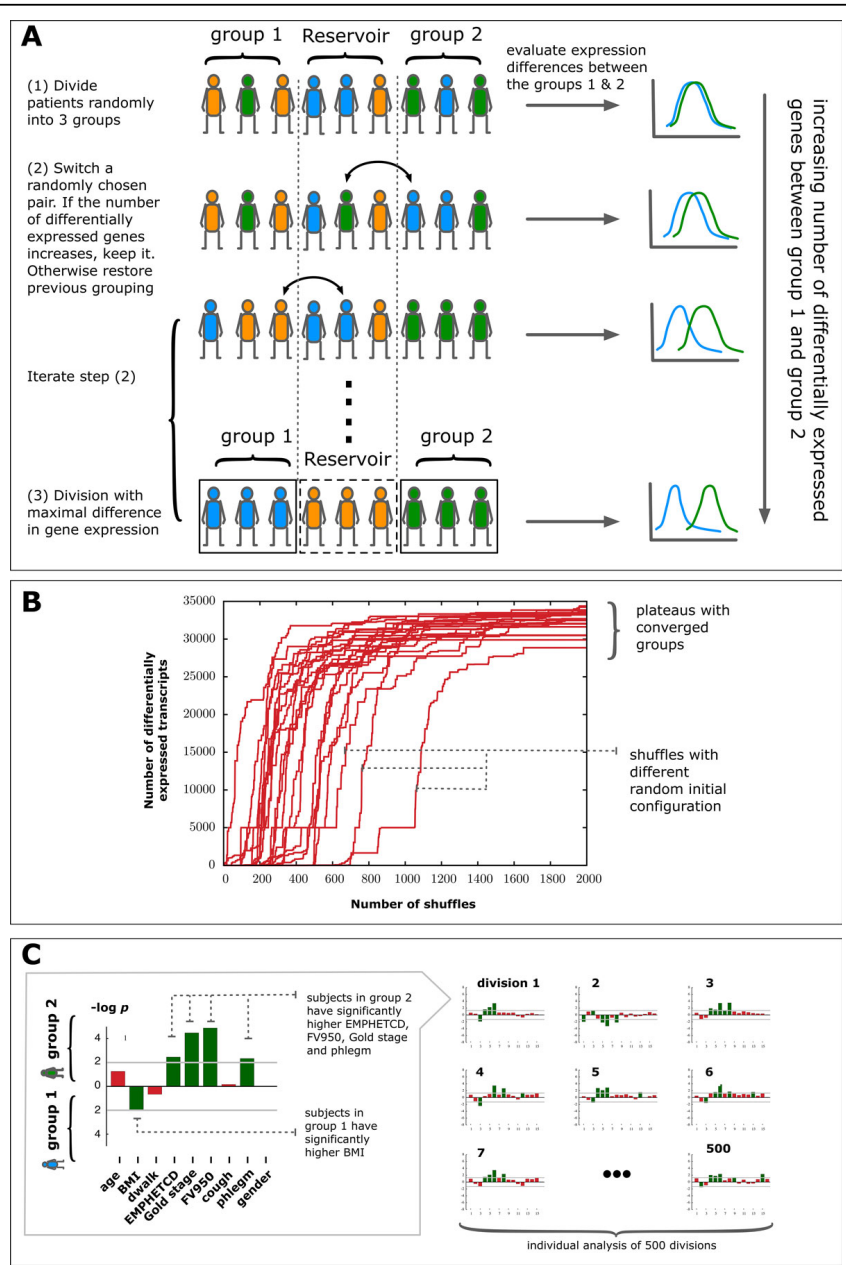 A
group 1
Reservoir
group 2
evaluate expression
differences between
the groups 1 & 2
(1) Divide
patients randomly
into 3 groups
(2) Switch a
randomly chosen
pair. If the number
of differentially
expressed genes
increases, keep it.
Otherwise restore
previous grouping
Iterate step (2)
group 1
Reservoir
group 2
(3) Division with
maximal difference
in gene expression
increasing number of differentially expressed
genes between group 1 and group 2
B
Number of differentially
expressed transcripts
35000
30000
25000
20000
15000
10000
5000
0
0 200 400 600 800 1000 1200 1400 1600 1800 2000
Number of shuffles
plateaus with
converged
groups
shuffles with
different
random initial
configuration
C
group 2
group 1
-log p
4
2
0
2
4
age
BMI
dwalk
EMPHETCD
Gold stage
FV950
cough
phlegm
gender
subjects in group 2
have significantly
higher EMPHETCD,
FV950, Gold stage
and phlegm
subjects in group 1 have
significantly
higher BMI
division 1
2
3
4
5
6
7
500
individual analysis of 500 divisions